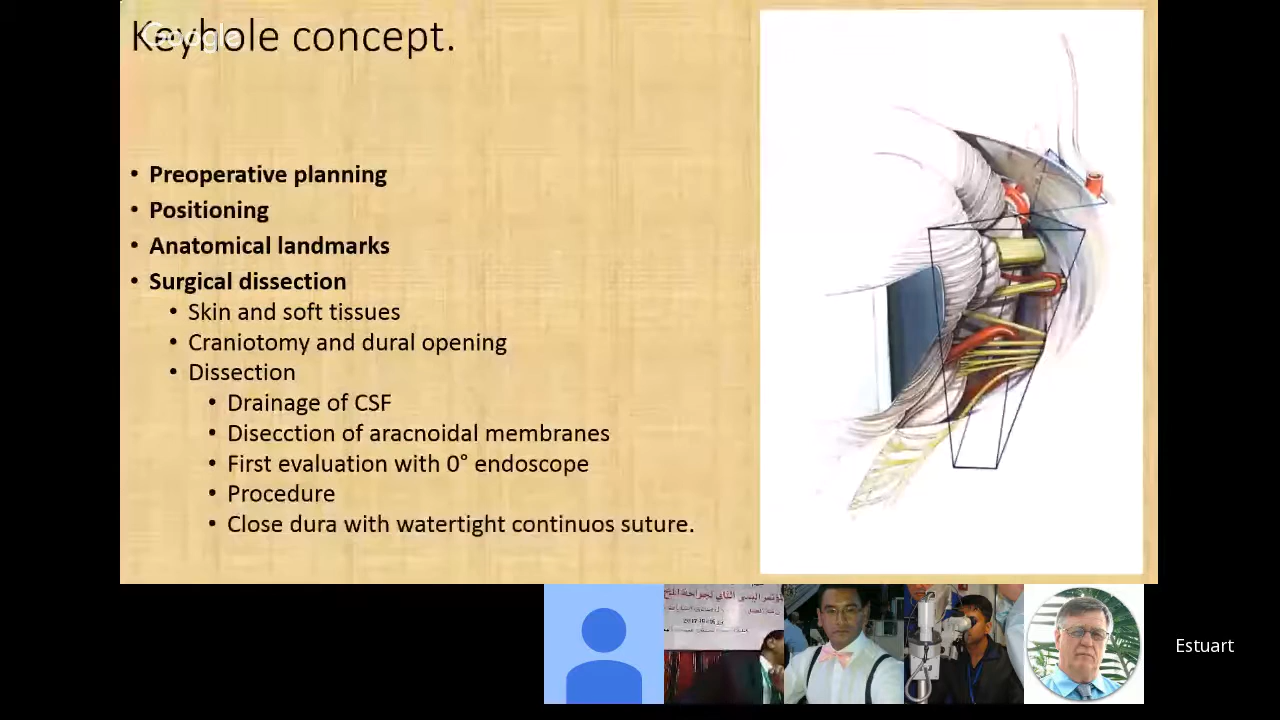 Google
Keyhole concept.
• Preoperative planning
• Positioning
• Anatomical landmarks
• Surgical dissection
• Skin and soft tissues
• Craniotomy and dural opening
• Dissection
• Drainage of CSF
• Disecction of aracnoidal membranes
• First evaluation with 0° endoscope
• Procedure
• Close dura with watertight continuos suture.
Estuart